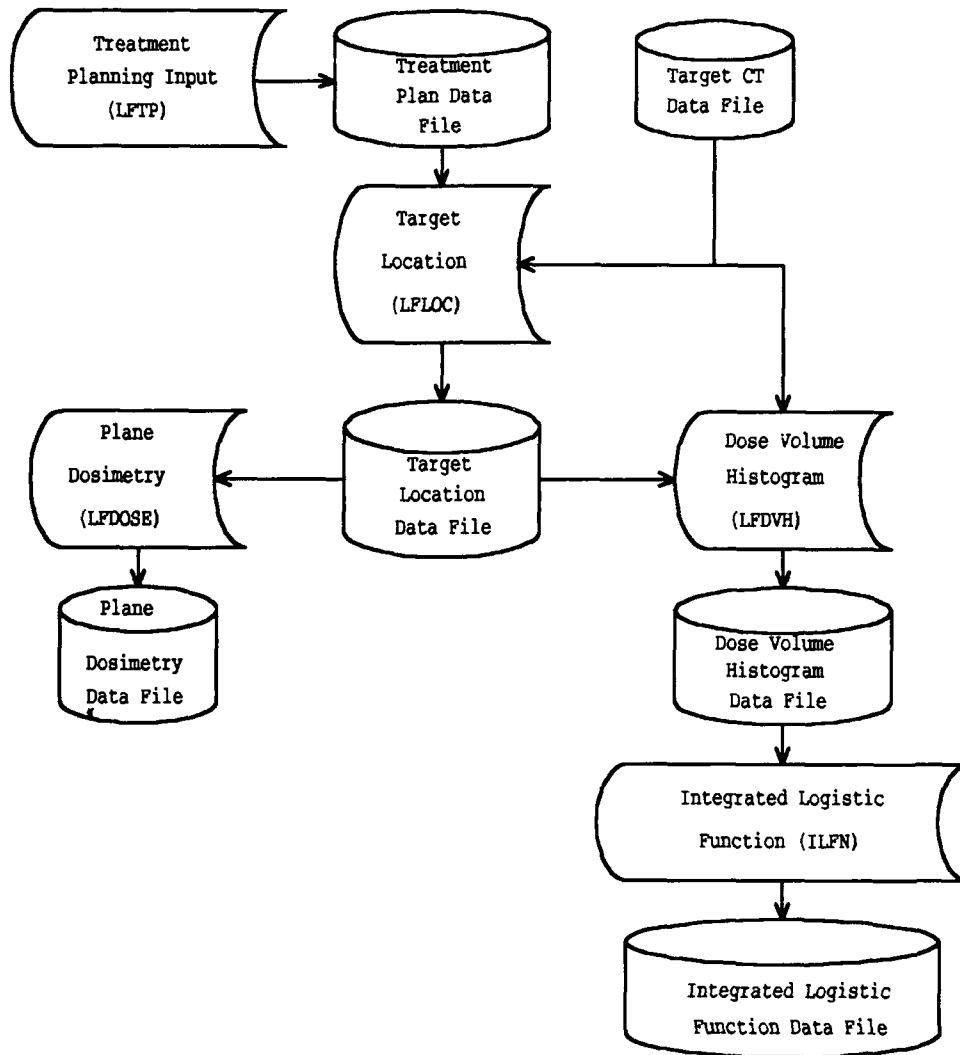 Treatment
Planning Input
(LFTP)
Treatment
Plan Data
File
Target CT
Data File
Target
Location
(LFLOC)
Plane
Dosimetry
(LFDOSE)
Target
Location
Data File
Dose Volume
Histogram
(LFDVH)
Plane
Dosimetry
Data File
Dose Volume
Histogram
Data File
Integrated Logistic
Function (ILFN)
Integrated Logistic
Function Data File